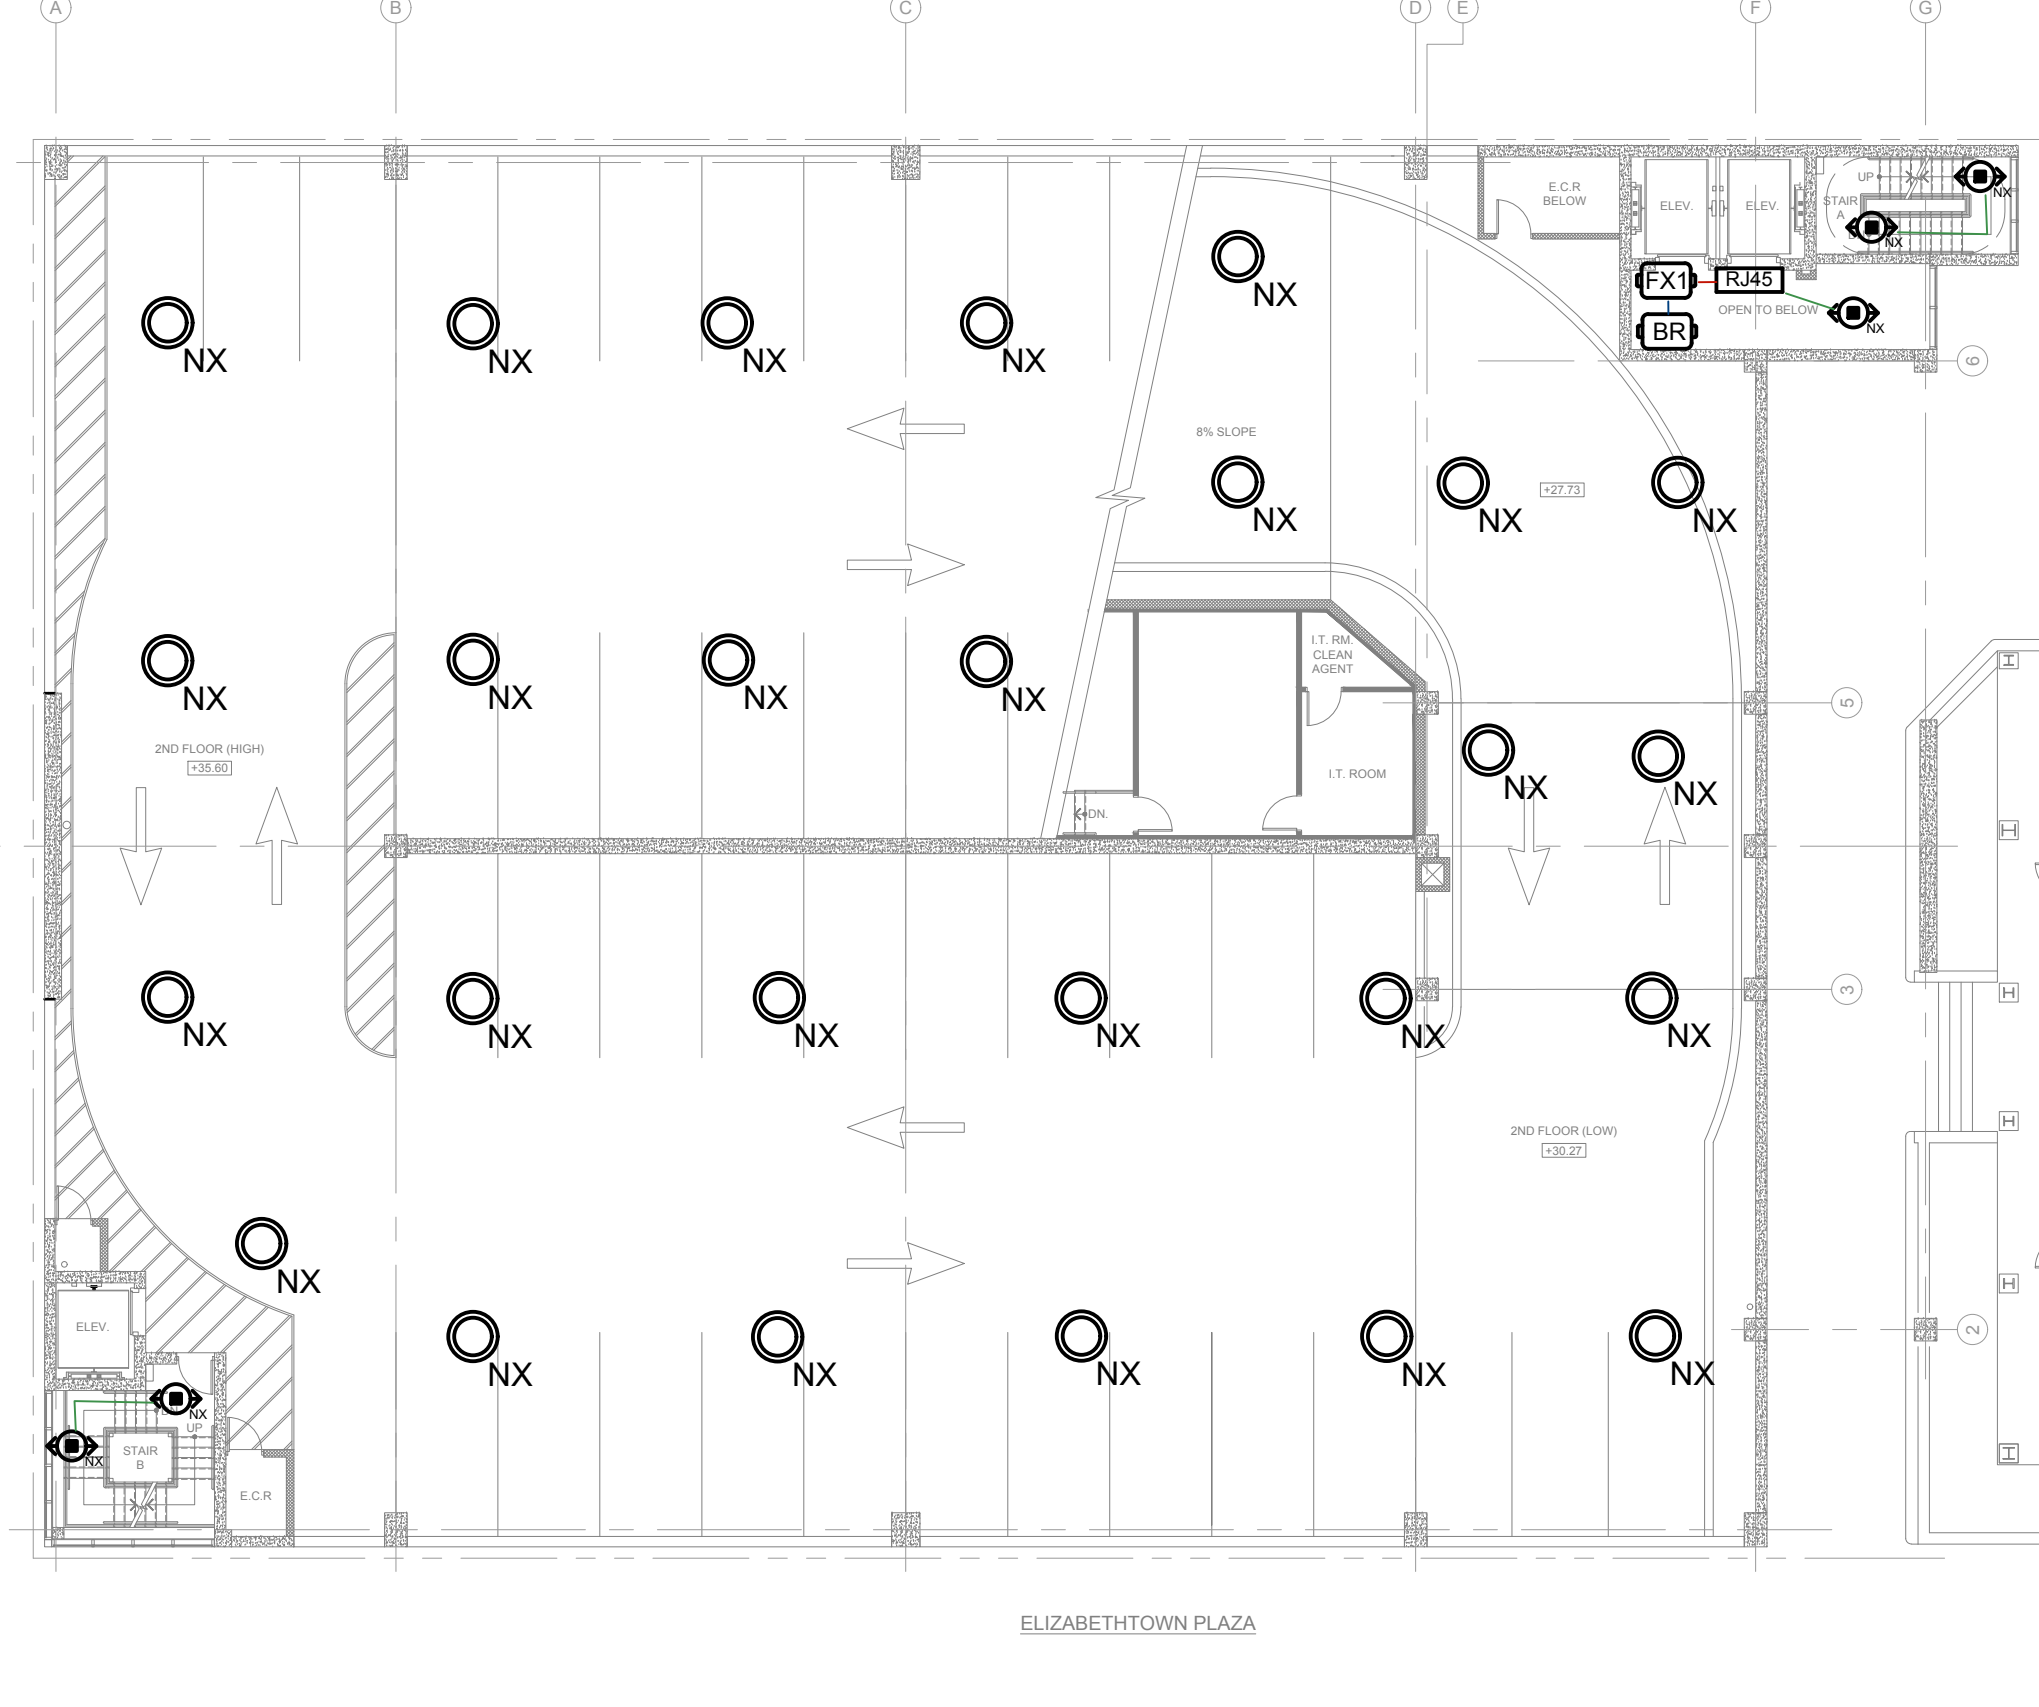 A
B
C
D
E
F
G
E.C.R
BELOW
ELEV.
ELEV.
UP
STAIR
A
NX
NX
NX
FX1
RJ45
BR
OPEN TO BELOW
NX
NX
NX
NX
NX
6
8% SLOPE
+27.73
NX
NX
NX
I.T. RM.
CLEAN
AGENT
H
NX
NX
NX
NX
5
2ND FLOOR (HIGH)
+35.60
I.T. ROOM
NX
NX
DN.
H
NX
NX
NX
NX
NX
NX
3
H
2ND FLOOR (LOW)
+30.27
H
NX
H
ELEV.
2
NX
NX
NX
NX
NX
NX
UP
NX
STAIR
B
H
E.C.R
ELIZABETHTOWN PLAZA